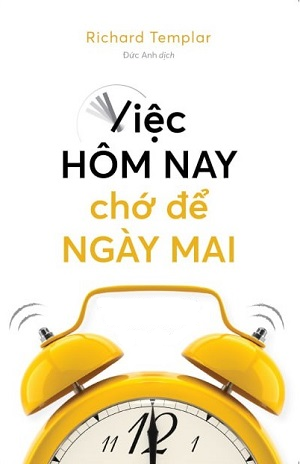 Richard Templar
Đức Anh dịch
Việc
HÔM NAY
chớ để
NGÀY MAI
11 12 1